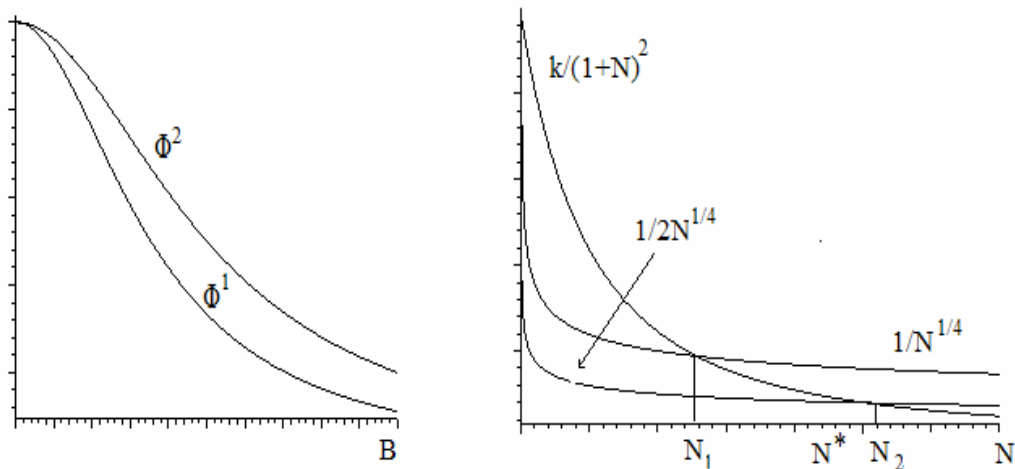 Φ²
Φ¹
B
k/(1+N)²
1/2N^{1/4}
1/N^{1/4}
N₁
N*
N₂
N